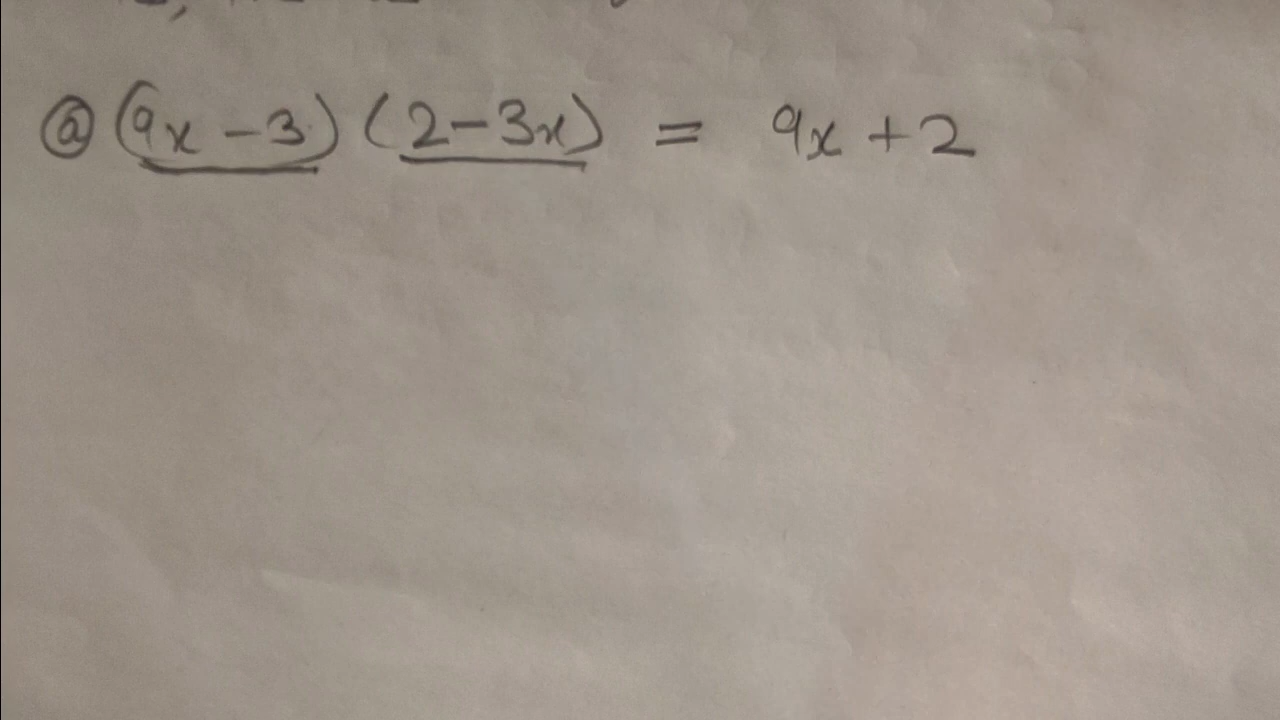 ⓐ (9x - 3) (2 - 3x) = 9x + 2